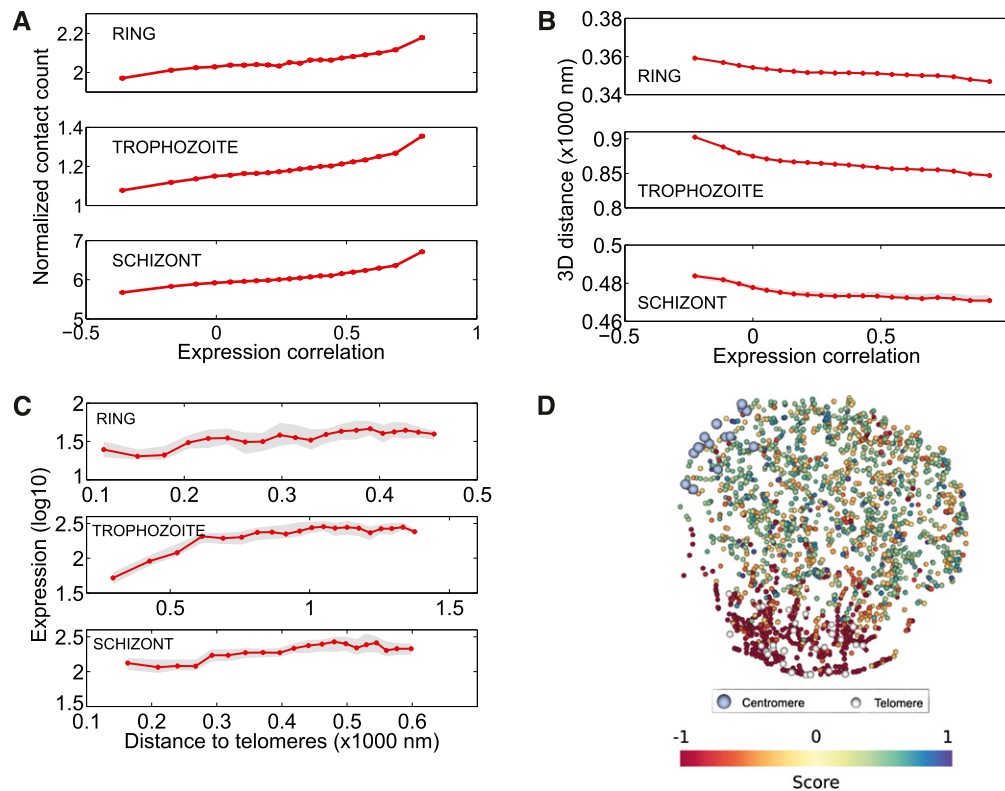 A
Normalized contact count
2.2
2
RING
1.4
1.2
1
TROPHOZOITE
7
6
5
SCHIZONT
−0.5 0 0.5 1
Expression correlation
B
3D distance (x1000 nm)
0.38
0.36
0.34
RING
0.9
0.85
0.8
TROPHOZOITE
0.5
0.48
0.46
SCHIZONT
−0.5 0 0.5
Expression correlation
C
Expression (log10)
2
1.5
1
RING
0.1 0.2 0.3 0.4 0.5
2.5
2
1.5
TROPHOZOITE
0.5 1 1.5
2.5
2
1.5
SCHIZONT
0.1 0.2 0.3 0.4 0.5 0.6
Distance to telomeres (x1000 nm)
D
Centromere Telomere
-1 0 1
Score